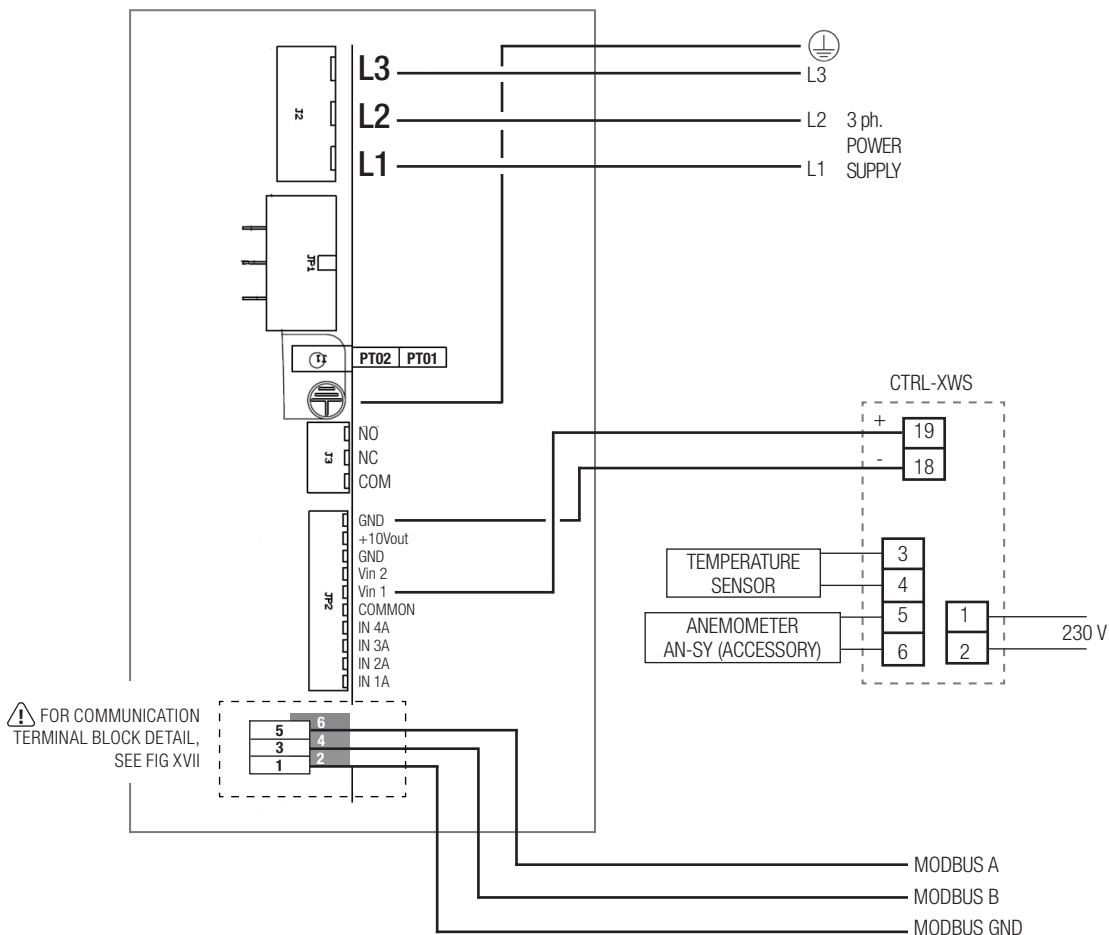 L3
L2
L1
J2
L3
L2
L1
3 ph.
POWER
SUPPLY
JP1
PT02
PT01
NO
NC
COM
J3
GND
+10Vout
GND
Vin 2
Vin 1
COMMON
IN 4A
IN 3A
IN 2A
IN 1A
JP2
CTRL-XWS
+
19
-
18
TEMPERATURE
SENSOR
3
4
ANEMOMETER
AN-SY (ACCESSORY)
5
6
1
2
230 V
FOR COMMUNICATION
TERMINAL BLOCK DETAIL,
SEE FIG XVII
5
6
3
4
1
2
MODBUS A
MODBUS B
MODBUS GND